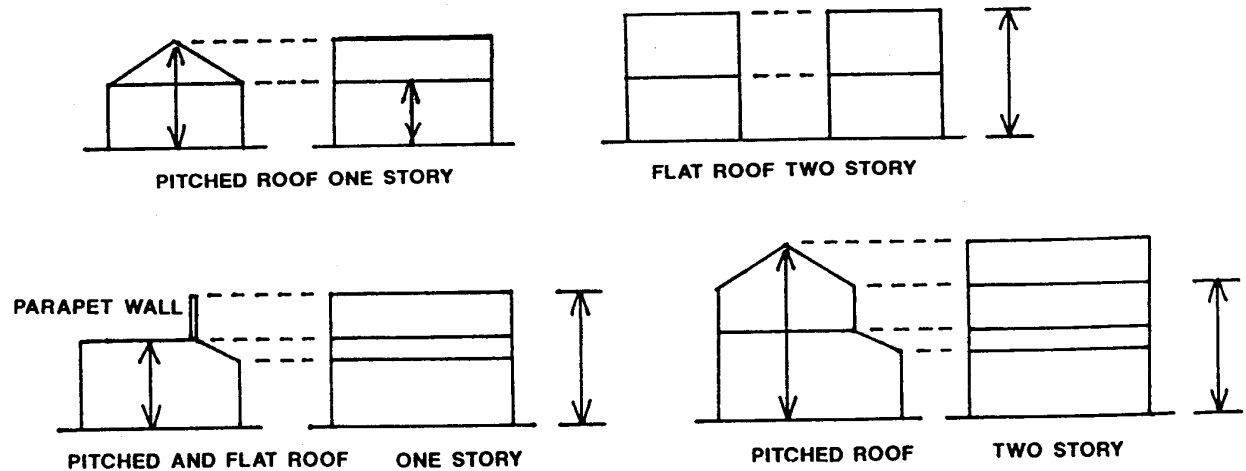 PITCHED ROOF ONE STORY
FLAT ROOF TWO STORY
PARAPET WALL
PITCHED AND FLAT ROOF ONE STORY
PITCHED ROOF TWO STORY